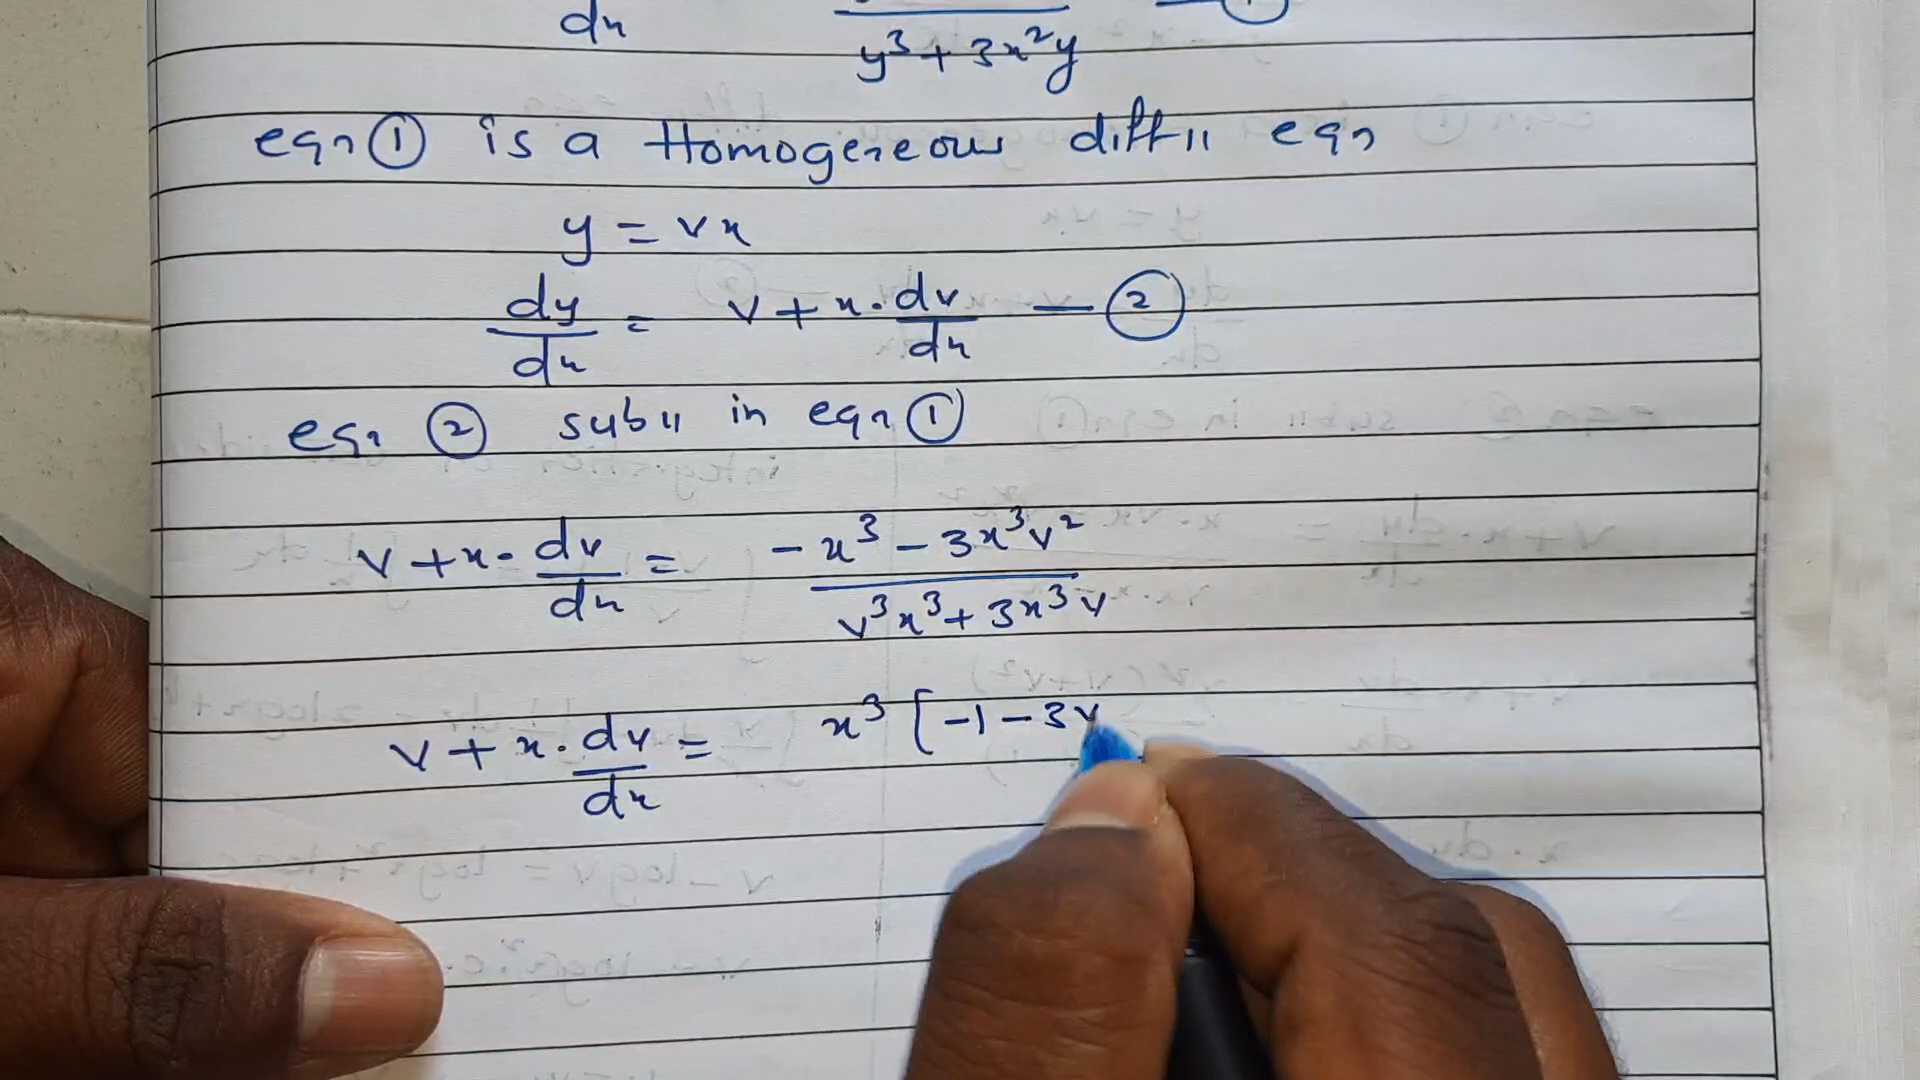 dx y³ + 3x²y — ①
eqn ① is a Homogeneous diff॥ eqn
y = vx
dy/dx = v + x · dv/dx — ②
eqn ② sub॥ in eqn ①
v + x · dv/dx = -x³ - 3x³v² / v³x³ + 3x³v
v + x · dv/dx = x³ [ -1 - 3v